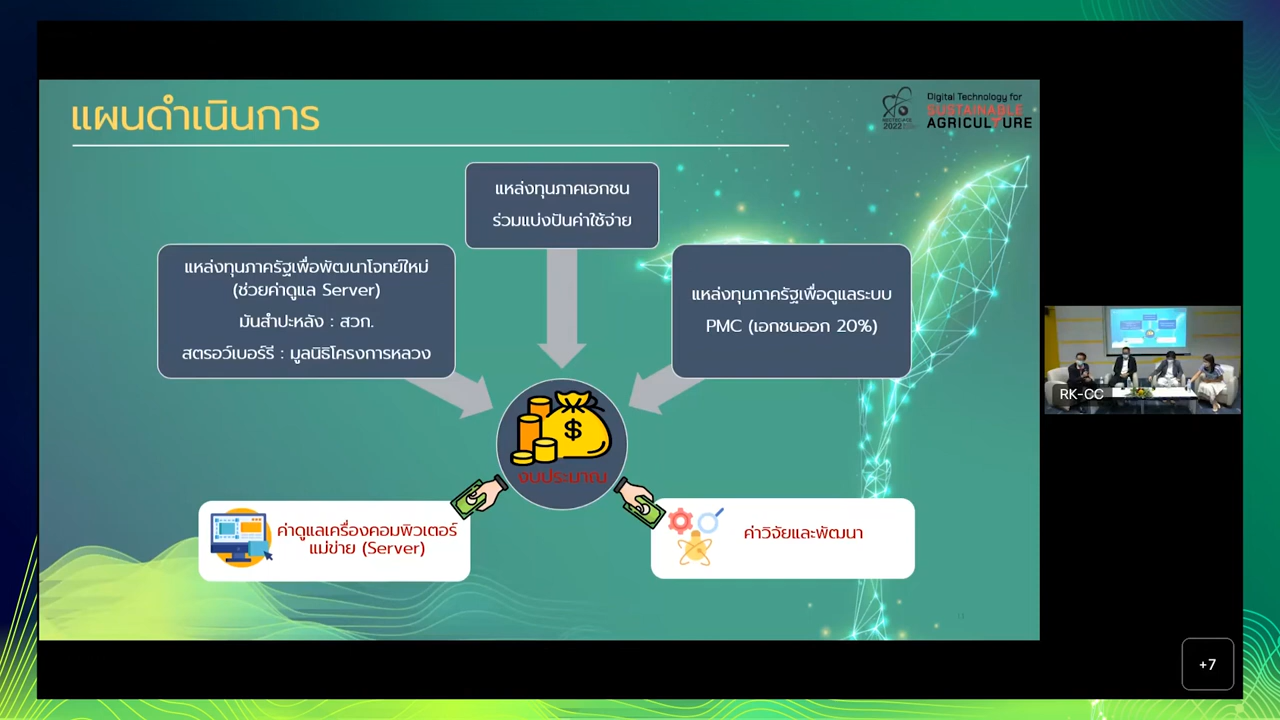 แผนดำเนินการ
Digital Technology for
SUSTAINABLE
AGRICULTURE
2022
แหล่งทุนภาคเอกชน
ร่วมแบ่งปันค่าใช้จ่าย
แหล่งทุนภาครัฐเพื่อพัฒนาโจทย์ใหม่
(ช่วยค่าดูแล Server)
มันสำปะหลัง : สวก.
สตรอว์เบอร์รี : มูลนิธิโครงการหลวง
แหล่งทุนภาครัฐเพื่อดูแลระบบ
PMC (เอกชนออก 20%)
$
งบประมาณ
ค่าดูแลเครื่องคอมพิวเตอร์
แม่ข่าย (Server)
ค่าวิจัยและพัฒนา
RK-CC
+7